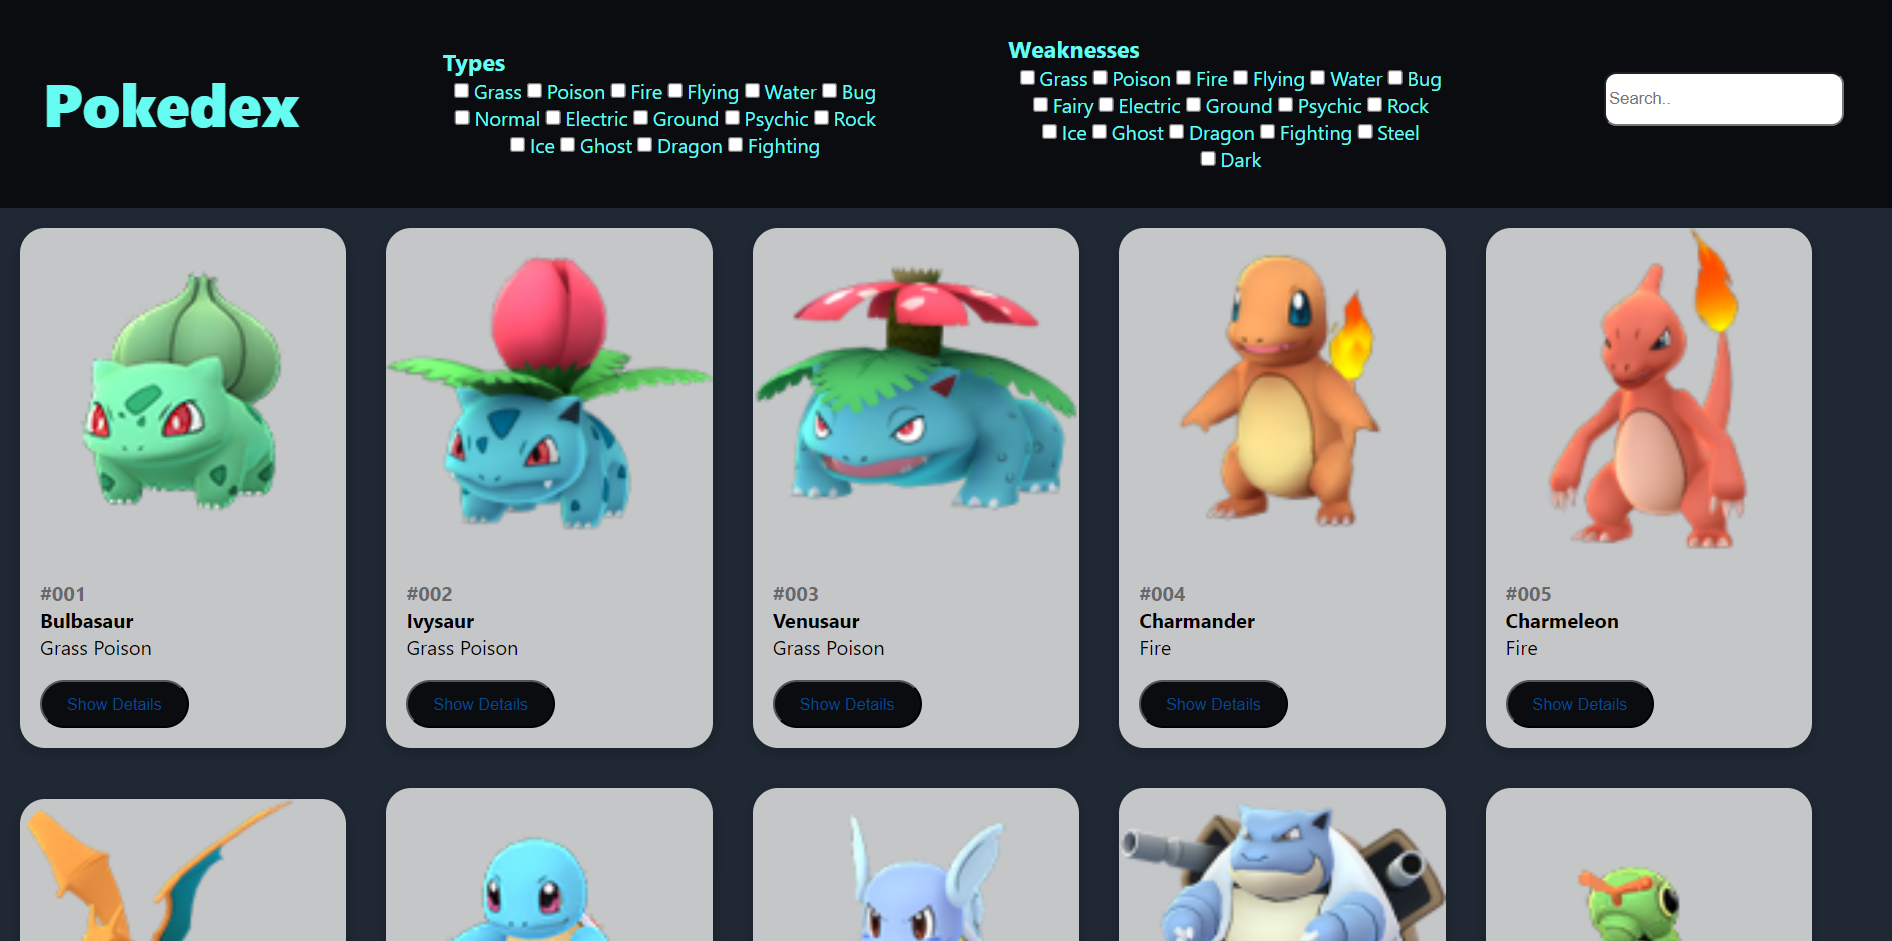 Pokedex
Types
Grass Poison Fire Flying Water Bug
Normal Electric Ground Psychic Rock
Ice Ghost Dragon Fighting
Weaknesses
Grass Poison Fire Flying Water Bug
Fairy Electric Ground Psychic Rock
Ice Ghost Dragon Fighting Steel
Dark
Search..
#001
Bulbasaur
Grass Poison
Show Details
#002
Ivysaur
Grass Poison
Show Details
#003
Venusaur
Grass Poison
Show Details
#004
Charmander
Fire
Show Details
#005
Charmeleon
Fire
Show Details